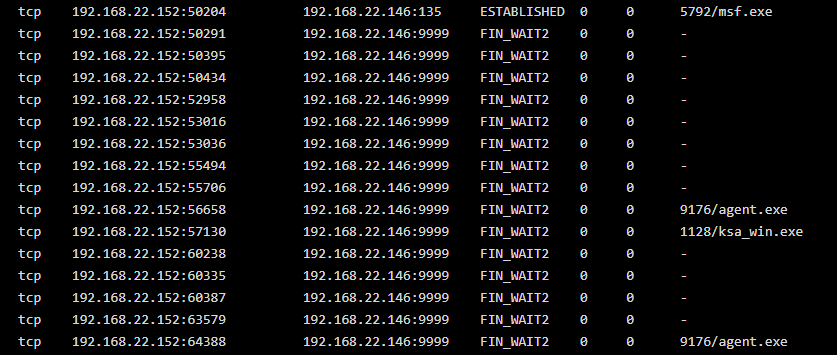 tcp 192.168.22.152:50204 192.168.22.146:135 ESTABLISHED 0 0 5792/msf.exe
tcp 192.168.22.152:50291 192.168.22.146:9999 FIN_WAIT2 0 0 -
tcp 192.168.22.152:50395 192.168.22.146:9999 FIN_WAIT2 0 0 -
tcp 192.168.22.152:50434 192.168.22.146:9999 FIN_WAIT2 0 0 -
tcp 192.168.22.152:52958 192.168.22.146:9999 FIN_WAIT2 0 0 -
tcp 192.168.22.152:53016 192.168.22.146:9999 FIN_WAIT2 0 0 -
tcp 192.168.22.152:53036 192.168.22.146:9999 FIN_WAIT2 0 0 -
tcp 192.168.22.152:55494 192.168.22.146:9999 FIN_WAIT2 0 0 -
tcp 192.168.22.152:55706 192.168.22.146:9999 FIN_WAIT2 0 0 -
tcp 192.168.22.152:56658 192.168.22.146:9999 FIN_WAIT2 0 0 9176/agent.exe
tcp 192.168.22.152:57130 192.168.22.146:9999 FIN_WAIT2 0 0 1128/ksa_win.exe
tcp 192.168.22.152:60238 192.168.22.146:9999 FIN_WAIT2 0 0 -
tcp 192.168.22.152:60335 192.168.22.146:9999 FIN_WAIT2 0 0 -
tcp 192.168.22.152:60387 192.168.22.146:9999 FIN_WAIT2 0 0 -
tcp 192.168.22.152:63579 192.168.22.146:9999 FIN_WAIT2 0 0 -
tcp 192.168.22.152:64388 192.168.22.146:9999 FIN_WAIT2 0 0 9176/agent.exe